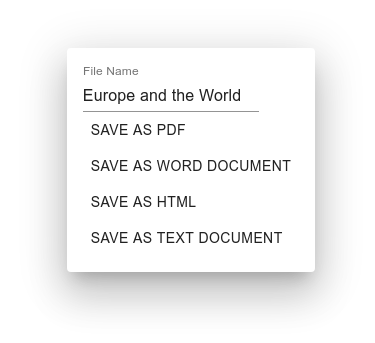 File Name
Europe and the World
SAVE AS PDF
SAVE AS WORD DOCUMENT
SAVE AS HTML
SAVE AS TEXT DOCUMENT